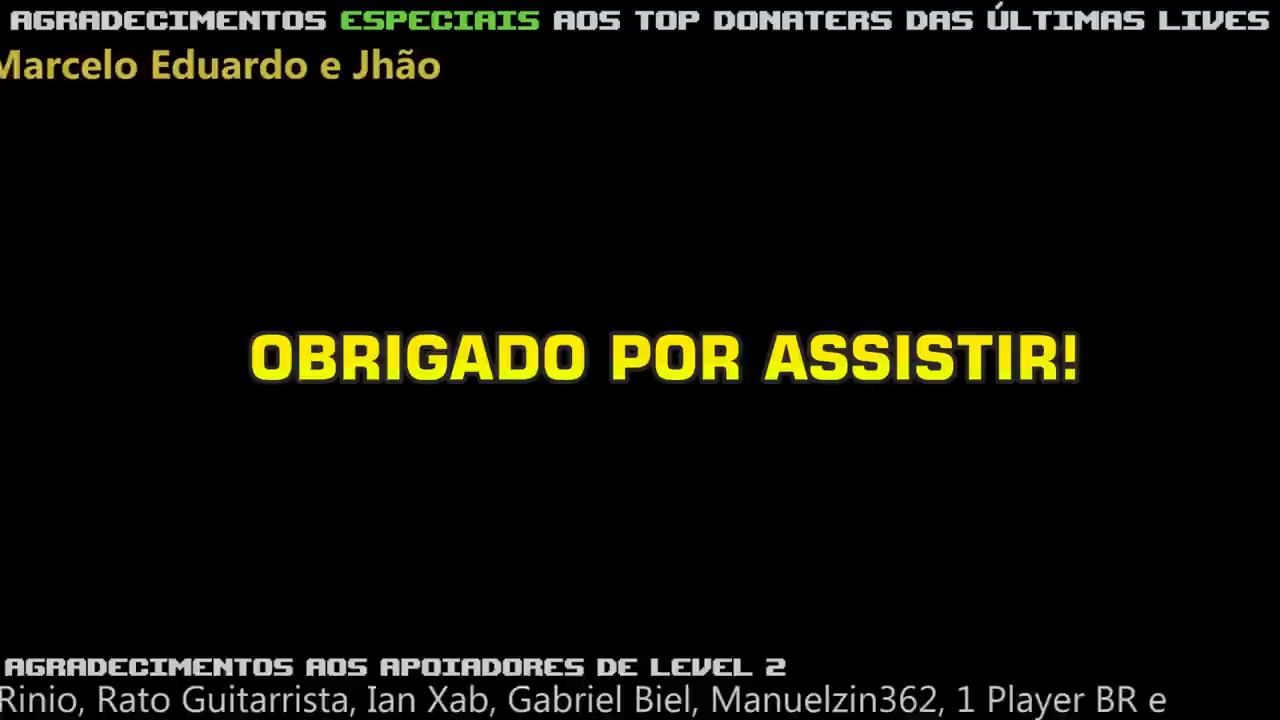 AGRADECIMENTOS ESPECIAIS AOS TOP DONATERS DAS ÚLTIMAS LIVES
Marcelo Eduardo e Jhão
OBRIGADO POR ASSISTIR!
AGRADECIMENTOS AOS APOIADORES DE LEVEL 2
Rinio, Rato Guitarrista, Ian Xab, Gabriel Biel, Manuelzin362, 1 Player BR e